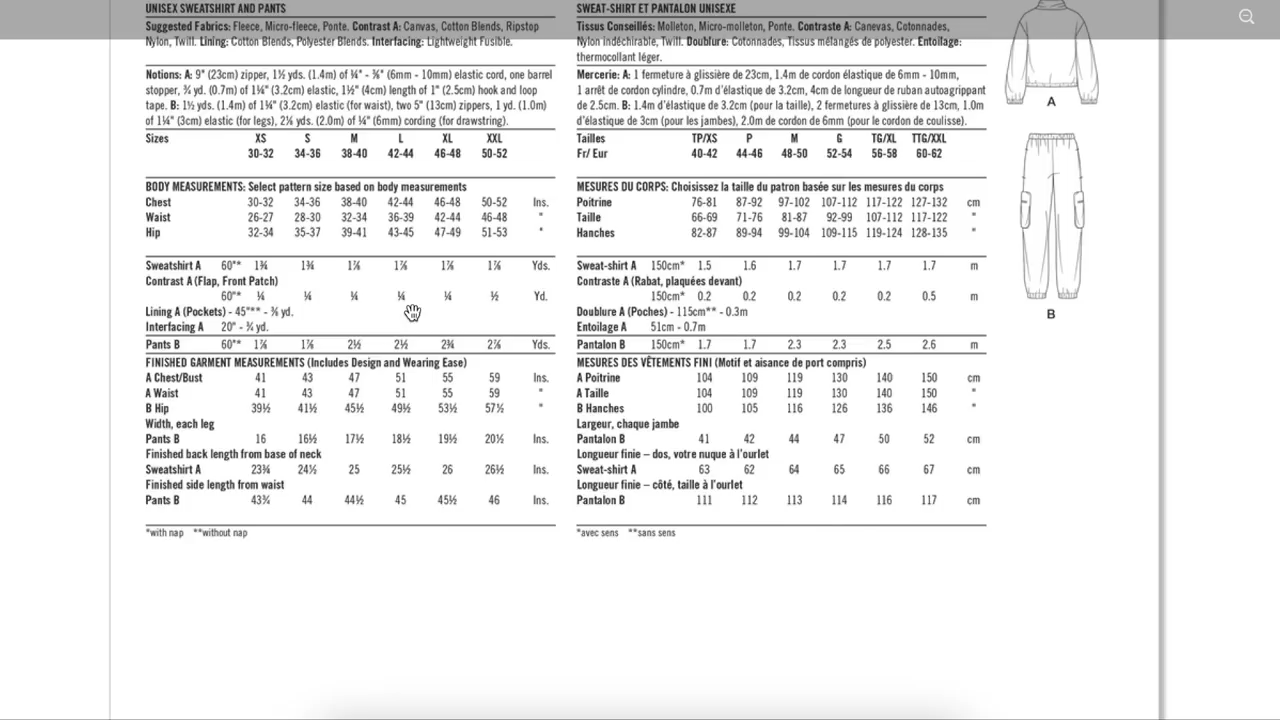 UNISEX SWEATSHIRT AND PANTS
Suggested Fabrics: Fleece, Micro-fleece, Ponte. Contrast A: Canvas, Cotton Blends, Ripstop
Nylon, Twill. Lining: Cotton Blends, Polyester Blends. Interfacing: Lightweight Fusible.
Notions: A: 9" (23cm) zipper, 1½ yds. (1.4m) of ¼" - ⅜" (6mm - 10mm) elastic cord, one barrel
stopper, ¾ yd. (0.7m) of 1¼" (3.2cm) elastic, 1½" (4cm) length of 1" (2.5cm) hook and loop
tape. B: 1½ yds. (1.4m) of 1¼" (3.2cm) elastic (for waist), two 5" (13cm) zippers, 1 yd. (1.0m)
of 1⅛" (3cm) elastic (for legs), 2⅛ yds. (2.0m) of ¼" (6mm) cording (for drawstring).
Sizes XS S M L XL XXL
30-32 34-36 38-40 42-44 46-48 50-52
BODY MEASUREMENTS: Select pattern size based on body measurements
Chest 30-32 34-36 38-40 42-44 46-48 50-52 Ins.
Waist 26-27 28-30 32-34 36-39 42-44 46-48 "
Hip 32-34 35-37 39-41 43-45 47-49 51-53 "
Sweatshirt A 60"* 1¾ 1¾ 1⅞ 1⅞ 1⅞ 1⅞ Yds.
Contrast A (Flap, Front Patch)
60"* ¼ ¼ ¼ ¼ ¼ ½ Yd.
Lining A (Pockets) - 45"** - ⅜ yd.
Interfacing A 20" - ¾ yd.
Pants B 60"* 1⅞ 1⅞ 2½ 2½ 2¾ 2⅞ Yds.
FINISHED GARMENT MEASUREMENTS (Includes Design and Wearing Ease)
A Chest/Bust 41 43 47 51 55 59 Ins.
A Waist 41 43 47 51 55 59 "
B Hip 39½ 41½ 45½ 49½ 53½ 57½ "
Width, each leg
Pants B 16 16½ 17½ 18½ 19½ 20½ Ins.
Finished back length from base of neck
Sweatshirt A 23¾ 24½ 25 25½ 26 26½ Ins.
Finished side length from waist
Pants B 43¾ 44 44½ 45 45½ 46 Ins.
*with nap **without nap
SWEAT-SHIRT ET PANTALON UNISEXE
Tissus Conseillés: Molleton, Micro-molleton, Ponte. Contraste A: Canevas, Cotonnades,
Nylon indéchirable, Twill. Doublure: Cotonnades, Tissus mélangés de polyester. Entoilage:
thermocollant léger.
Mercerie: A: 1 fermeture à glissière de 23cm, 1.4m de cordon élastique de 6mm - 10mm,
1 arrêt de cordon cylindre, 0.7m d'élastique de 3.2cm, 4cm de longueur de ruban autoagrippant
de 2.5cm. B: 1.4m d'élastique de 3.2cm (pour la taille), 2 fermetures à glissière de 13cm, 1.0m
d'élastique de 3cm (pour les jambes), 2.0m de cordon de 6mm (pour le cordon de coulisse).
Tailles TP/XS P M G TG/XL TTG/XXL
Fr/ Eur 40-42 44-46 48-50 52-54 56-58 60-62
MESURES DU CORPS: Choisissez la taille du patron basée sur les mesures du corps
Poitrine 76-81 87-92 97-102 107-112 117-122 127-132 cm
Taille 66-69 71-76 81-87 92-99 107-112 117-122 "
Hanches 82-87 89-94 99-104 109-115 119-124 128-135 "
Sweat-shirt A 150cm* 1.5 1.6 1.7 1.7 1.7 1.7 m
Contraste A (Rabat, plaquées devant)
150cm* 0.2 0.2 0.2 0.2 0.2 0.5 m
Doublure A (Poches) - 115cm** - 0.3m
Entoilage A 51cm - 0.7m
Pantalon B 150cm* 1.7 1.7 2.3 2.3 2.5 2.6 m
MESURES DES VÊTEMENTS FINI (Motif et aisance de port compris)
A Poitrine 104 109 119 130 140 150 cm
A Taille 104 109 119 130 140 150 "
B Hanches 100 105 116 126 136 146 "
Largeur, chaque jambe
Pantalon B 41 42 44 47 50 52 cm
Longueur finie – dos, votre nuque à l'ourlet
Sweat-shirt A 63 62 64 65 66 67 cm
Longueur finie – côté, taille à l'ourlet
Pantalon B 111 112 113 114 116 117 cm
*avec sens **sans sens
A
B